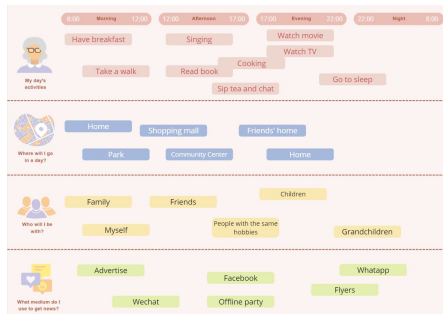 8:00 Morning 12:00
12:00 Afternoon 17:00
17:00 Evening 22:00
22:00 Night 8:00
My day's
activities
Have breakfast
Singing
Watch movie
Watch TV
Cooking
Take a walk
Read book
Go to sleep
Sip tea and chat
Where will I go
in a day?
Home
Shopping mall
Friends' home
Park
Community Center
Home
Who will I be
with?
Family
Friends
Children
Myself
People with the same
hobbies
Grandchildren
What medium do I
use to get news?
Advertise
Facebook
Whatapp
Flyers
Wechat
Offline party